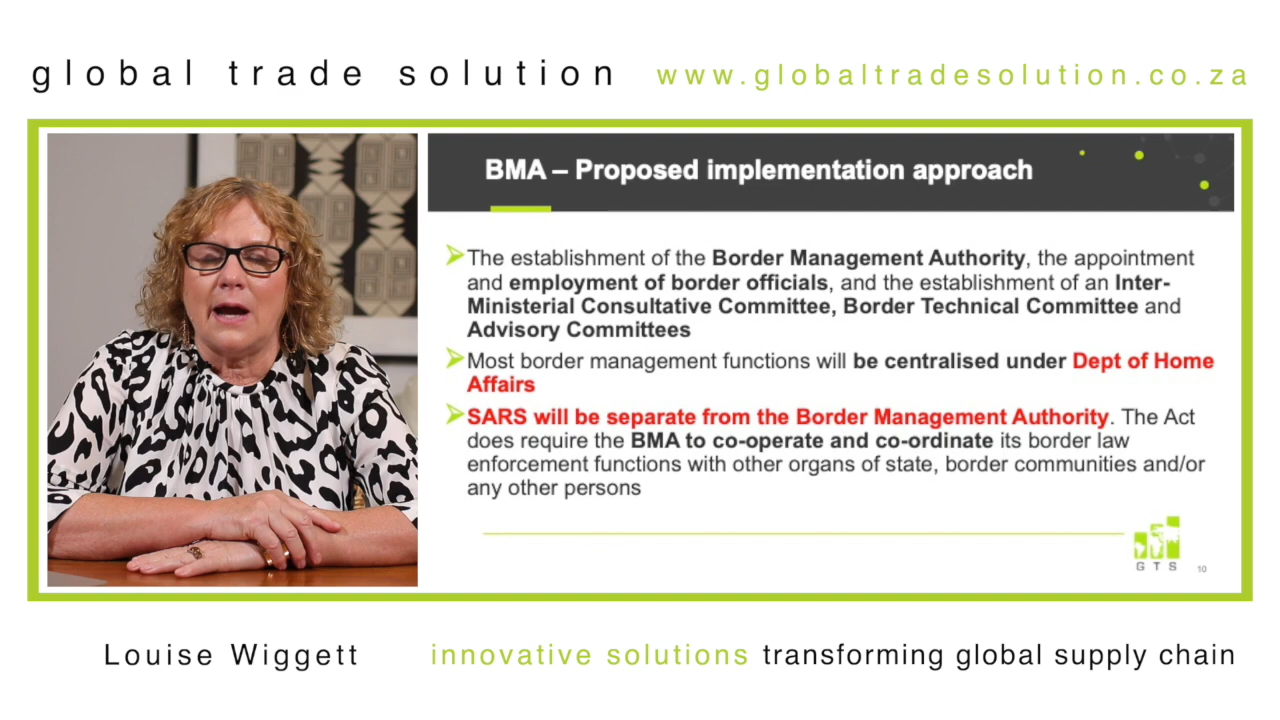 global trade solution www.globaltradesolution.co.za
BMA – Proposed implementation approach
The establishment of the Border Management Authority, the appointment
and employment of border officials, and the establishment of an Inter-
Ministerial Consultative Committee, Border Technical Committee and
Advisory Committees
Most border management functions will be centralised under Dept of Home
Affairs
SARS will be separate from the Border Management Authority. The Act
does require the BMA to co-operate and co-ordinate its border law
enforcement functions with other organs of state, border communities and/or
any other persons
GTS
10
Louise Wiggett innovative solutions transforming global supply chain